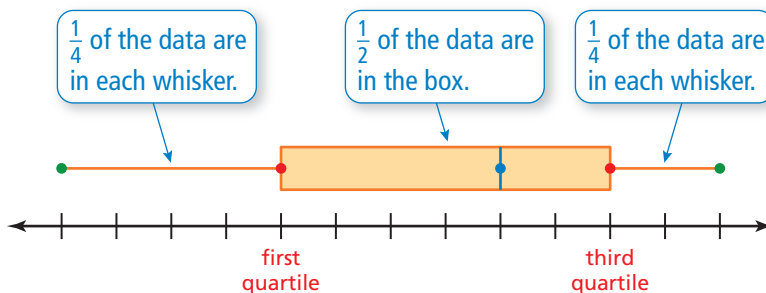 1/4 of the data are
in each whisker.
1/2 of the data are
in the box.
1/4 of the data are
in each whisker.
first
quartile
third
quartile